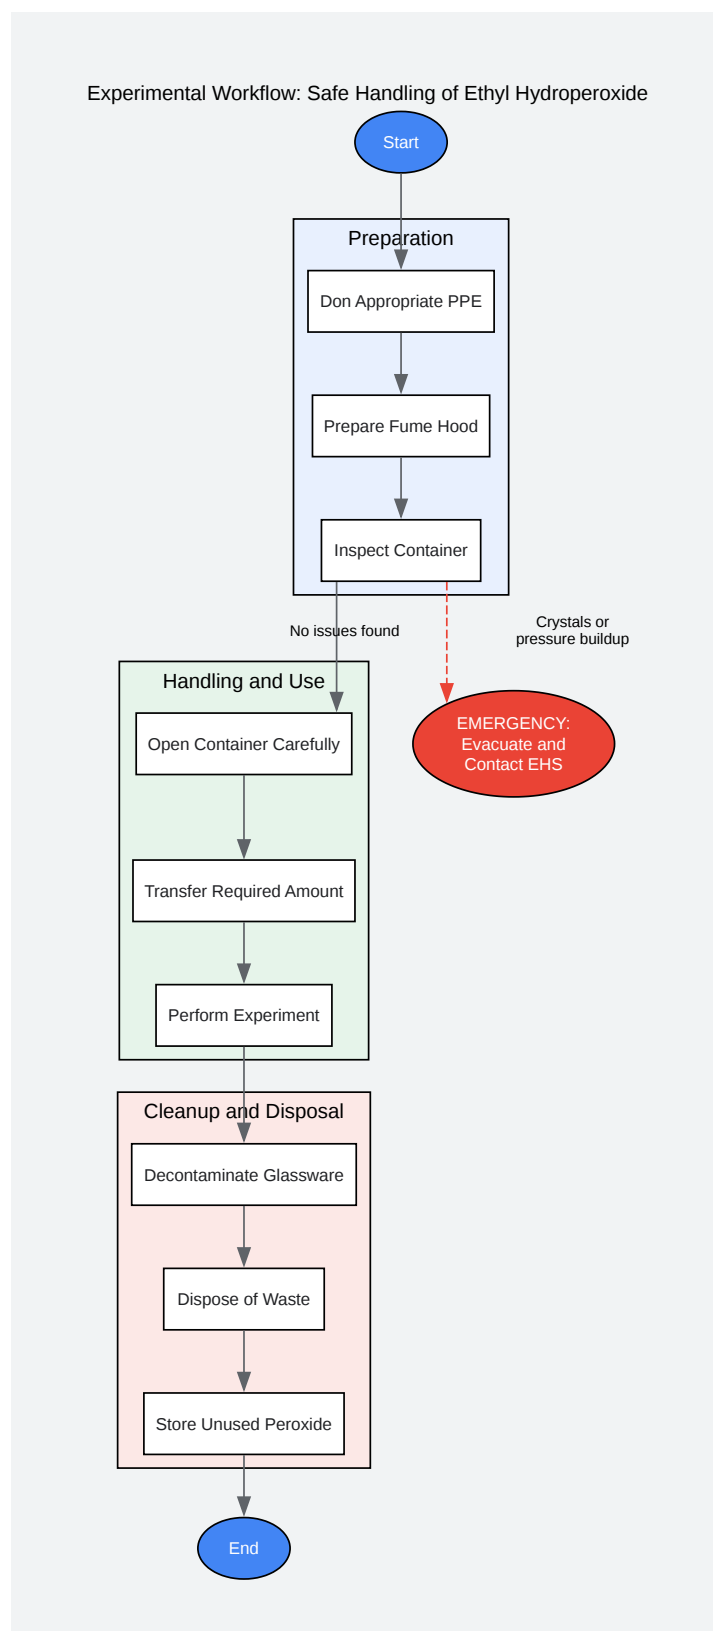 Experimental Workflow: Safe Handling of Ethyl Hydroperoxide
Start
Preparation
Don Appropriate PPE
Prepare Fume Hood
Inspect Container
No issues found
Crystals or
pressure buildup
Handling and Use
Open Container Carefully
EMERGENCY:
Evacuate and
Contact EHS
Transfer Required Amount
Perform Experiment
Cleanup and Disposal
Decontaminate Glassware
Dispose of Waste
Store Unused Peroxide
End